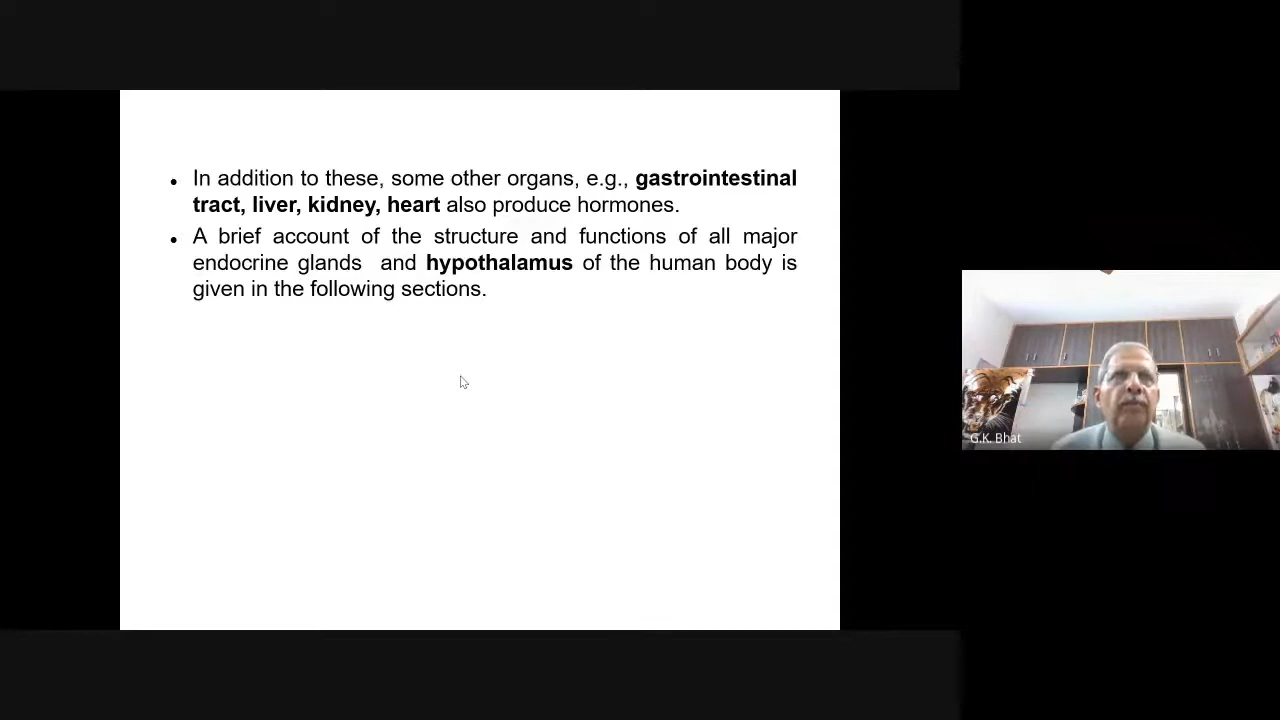 • In addition to these, some other organs, e.g., gastrointestinal
tract, liver, kidney, heart also produce hormones.
• A brief account of the structure and functions of all major
endocrine glands  and hypothalamus of the human body is
given in the following sections.
G.K. Bhat